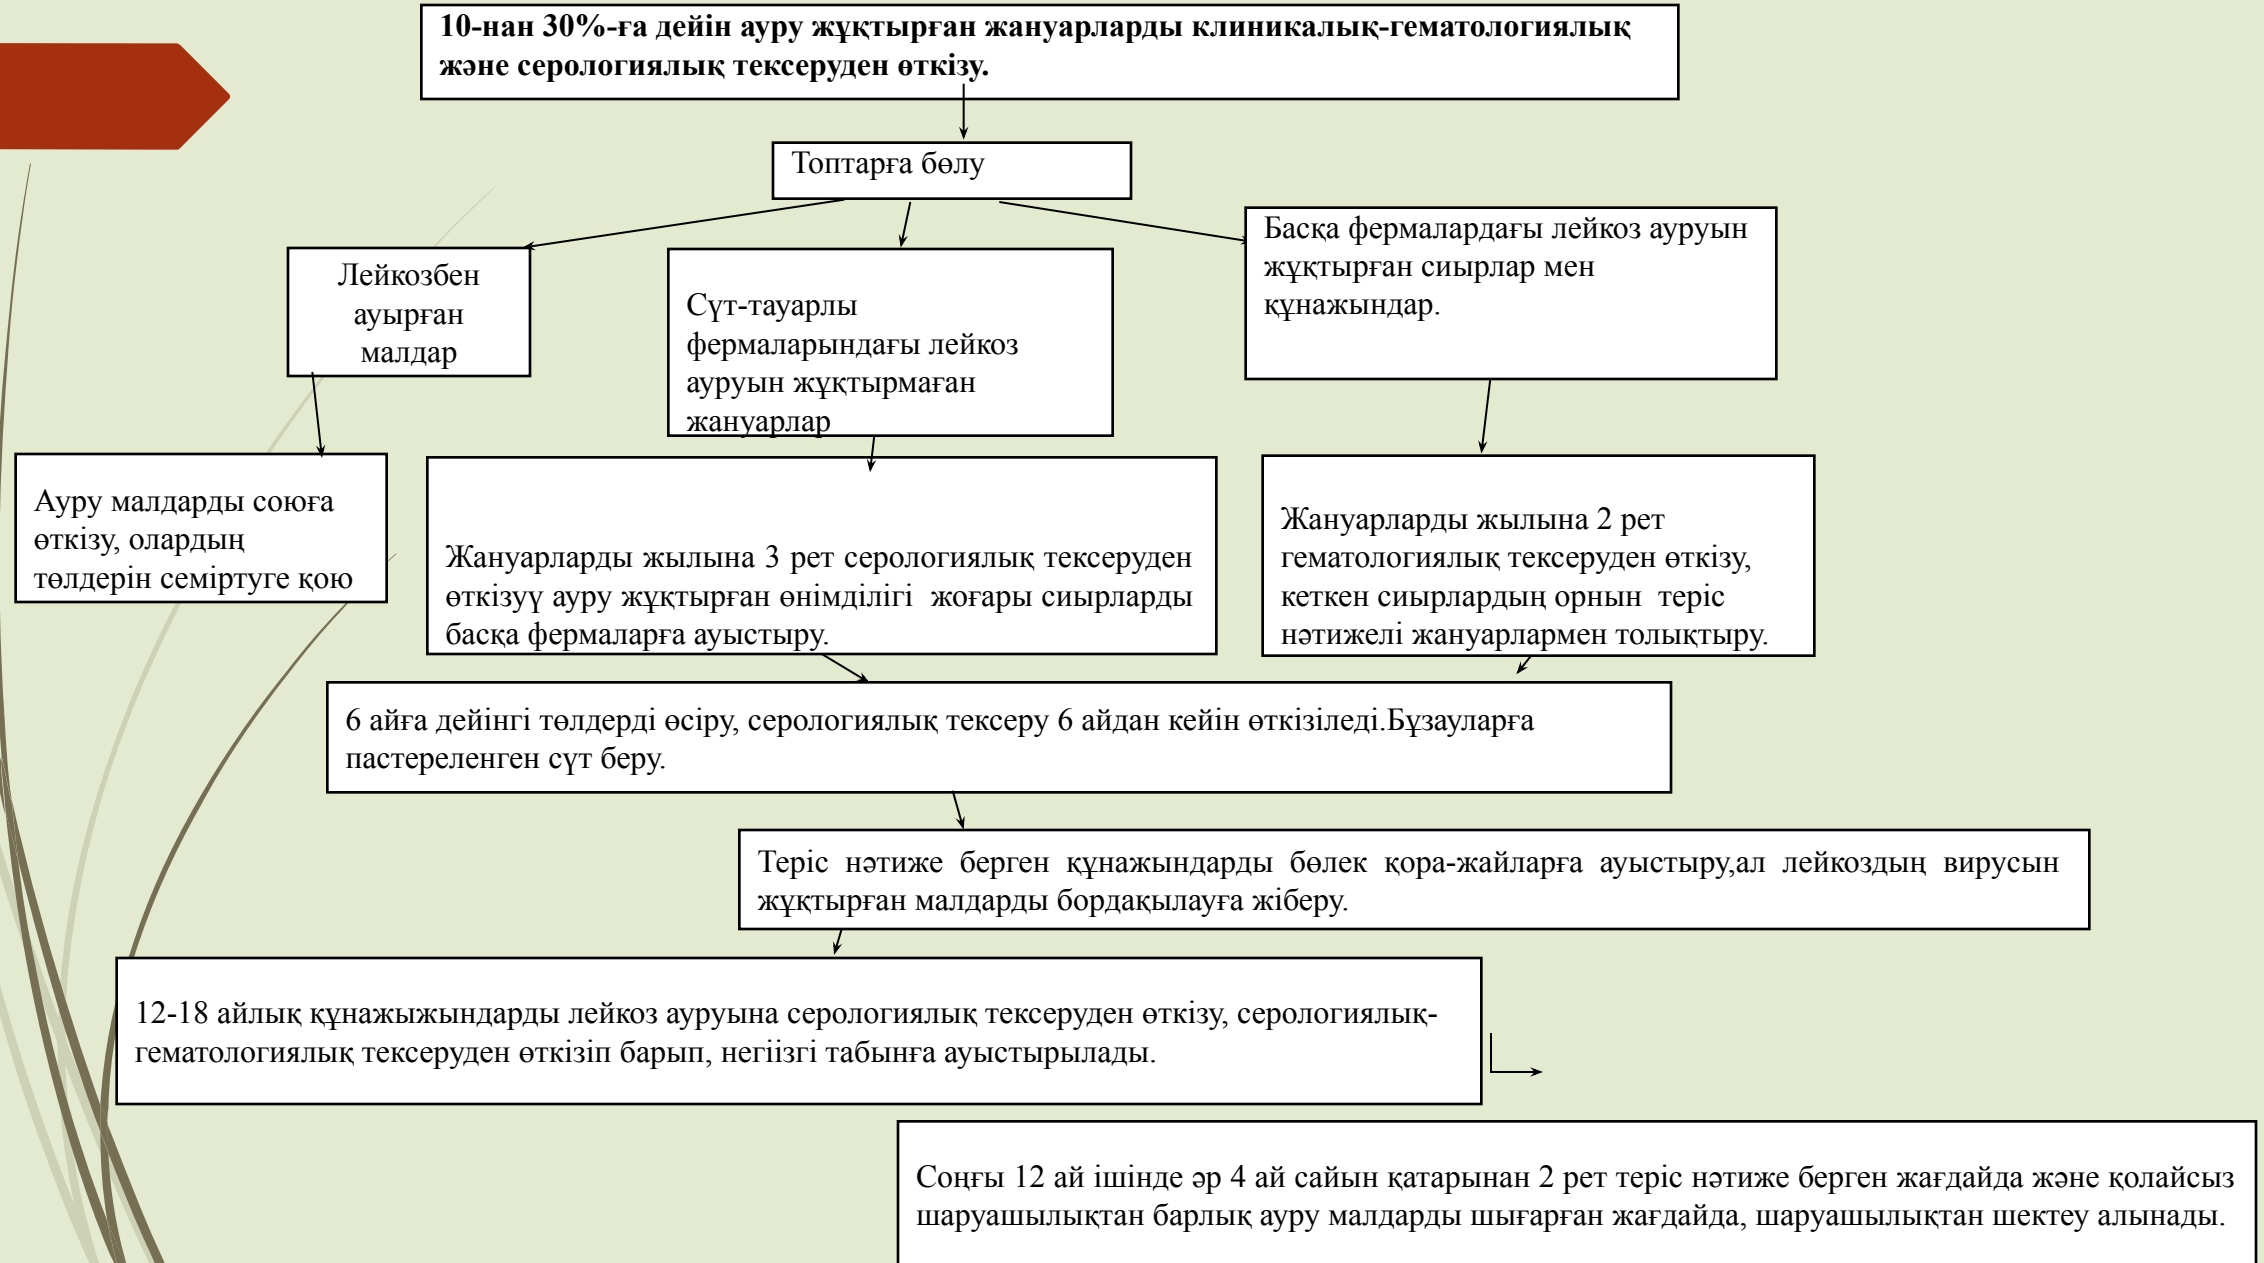 10-нан 30%-ға дейін ауру жұқтырған жануарларды клиникалық-гематологиялық
және серологиялық тексеруден өткізу.
Топтарға бөлу
Лейкозбен
ауырған
малдар
Сүт-тауарлы
фермаларындағы лейкоз
ауруын жұқтырмаған
жануарлар
Басқа фермалардағы лейкоз ауруын
жұқтырған сиырлар мен
құнажындар.
Ауру малдарды союға
өткізу, олардың
төлдерін семіртуге қою
Жануарларды жылына 3 рет серологиялық тексеруден
өткізуү ауру жұқтырған өнімділігі  жоғары сиырларды
басқа фермаларға ауыстыру.
Жануарларды жылына 2 рет
гематологиялық тексеруден өткізу,
кеткен сиырлардың орнын  теріс
нәтижелі жануарлармен толықтыру.
6 айға дейінгі төлдерді өсіру, серологиялық тексеру 6 айдан кейін өткізіледі.Бұзауларға
пастереленген сүт беру.
Теріс нәтиже берген құнажындарды бөлек қора-жайларға ауыстыру,ал лейкоздың вирусын
жұқтырған малдарды бордақылауға жіберу.
12-18 айлық құнажыжындарды лейкоз ауруына серологиялық тексеруден өткізу, серологиялық-
гематологиялық тексеруден өткізіп барып, негіізгі табынға ауыстырылады.
Соңғы 12 ай ішінде әр 4 ай сайын қатарынан 2 рет теріс нәтиже берген жағдайда және қолайсыз
шаруашылықтан барлық ауру малдарды шығарған жағдайда, шаруашылықтан шектеу алынады.